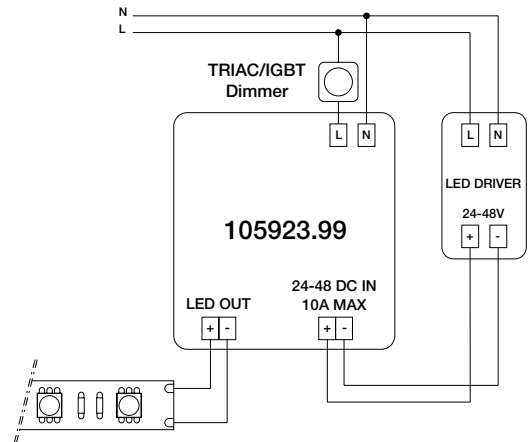 N
L
TRIAC/IGBT
Dimmer
L N
L N
LED DRIVER
24-48V
+ -
105923.99
24-48 DC IN
10A MAX
LED OUT
+ -
+ -